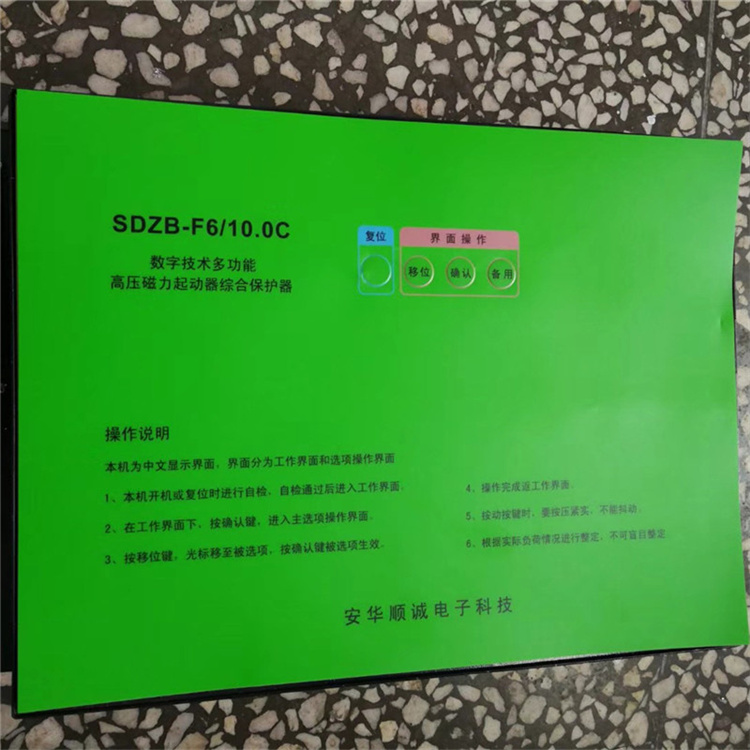 SDZB-F6/10.0C
数字技术多功能
高压磁力起动器综合保护器
复位
界面操作
移位 确认 备用
操作说明
本机为中文显示界面，界面分为工作界面和选项操作界面
1、本机开机或复位时进行自检、自检通过后进入工作界面。
2、在工作界面下、按确认键，进入主选项操作界面。
3、按移位键，光标移至被选项，按确认键被选项生效。
4、操作完成返工作界面。
5、按动按键时、要按压紧实，不能抖动。
6、根据实际负荷情况进行整定、不可盲目整定。
安华顺诚电子科技